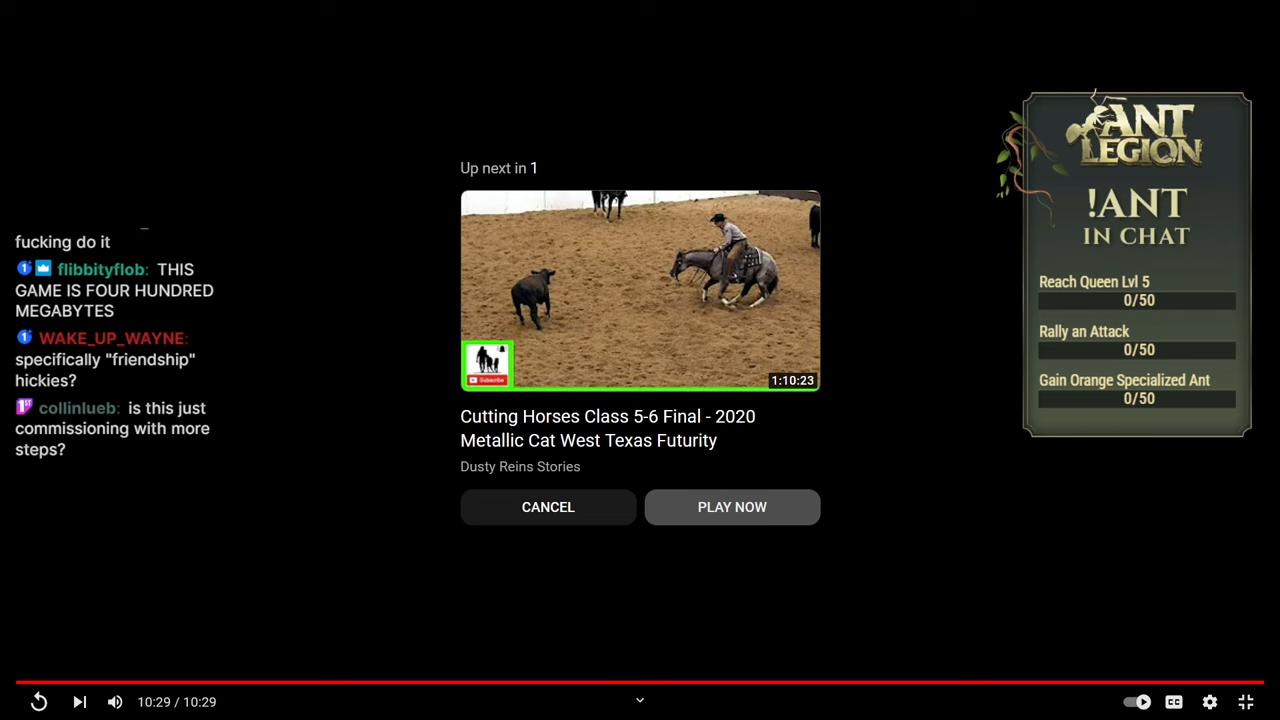 Up next in 1
1:10:23
Subscribe
Cutting Horses Class 5-6 Final - 2020
Metallic Cat West Texas Futurity
Dusty Reins Stories
CANCEL
PLAY NOW
fucking do it
flibbityflob: THIS
GAME IS FOUR HUNDRED
MEGABYTES
WAKE_UP_WAYNE:
specifically "friendship"
hickies?
1ST collinlueb: is this just
commissioning with more
steps?
ANT
LEGION
!ANT
IN CHAT
Reach Queen Lvl 5
0/50
Rally an Attack
0/50
Gain Orange Specialized Ant
0/50
10:29 / 10:29
CC